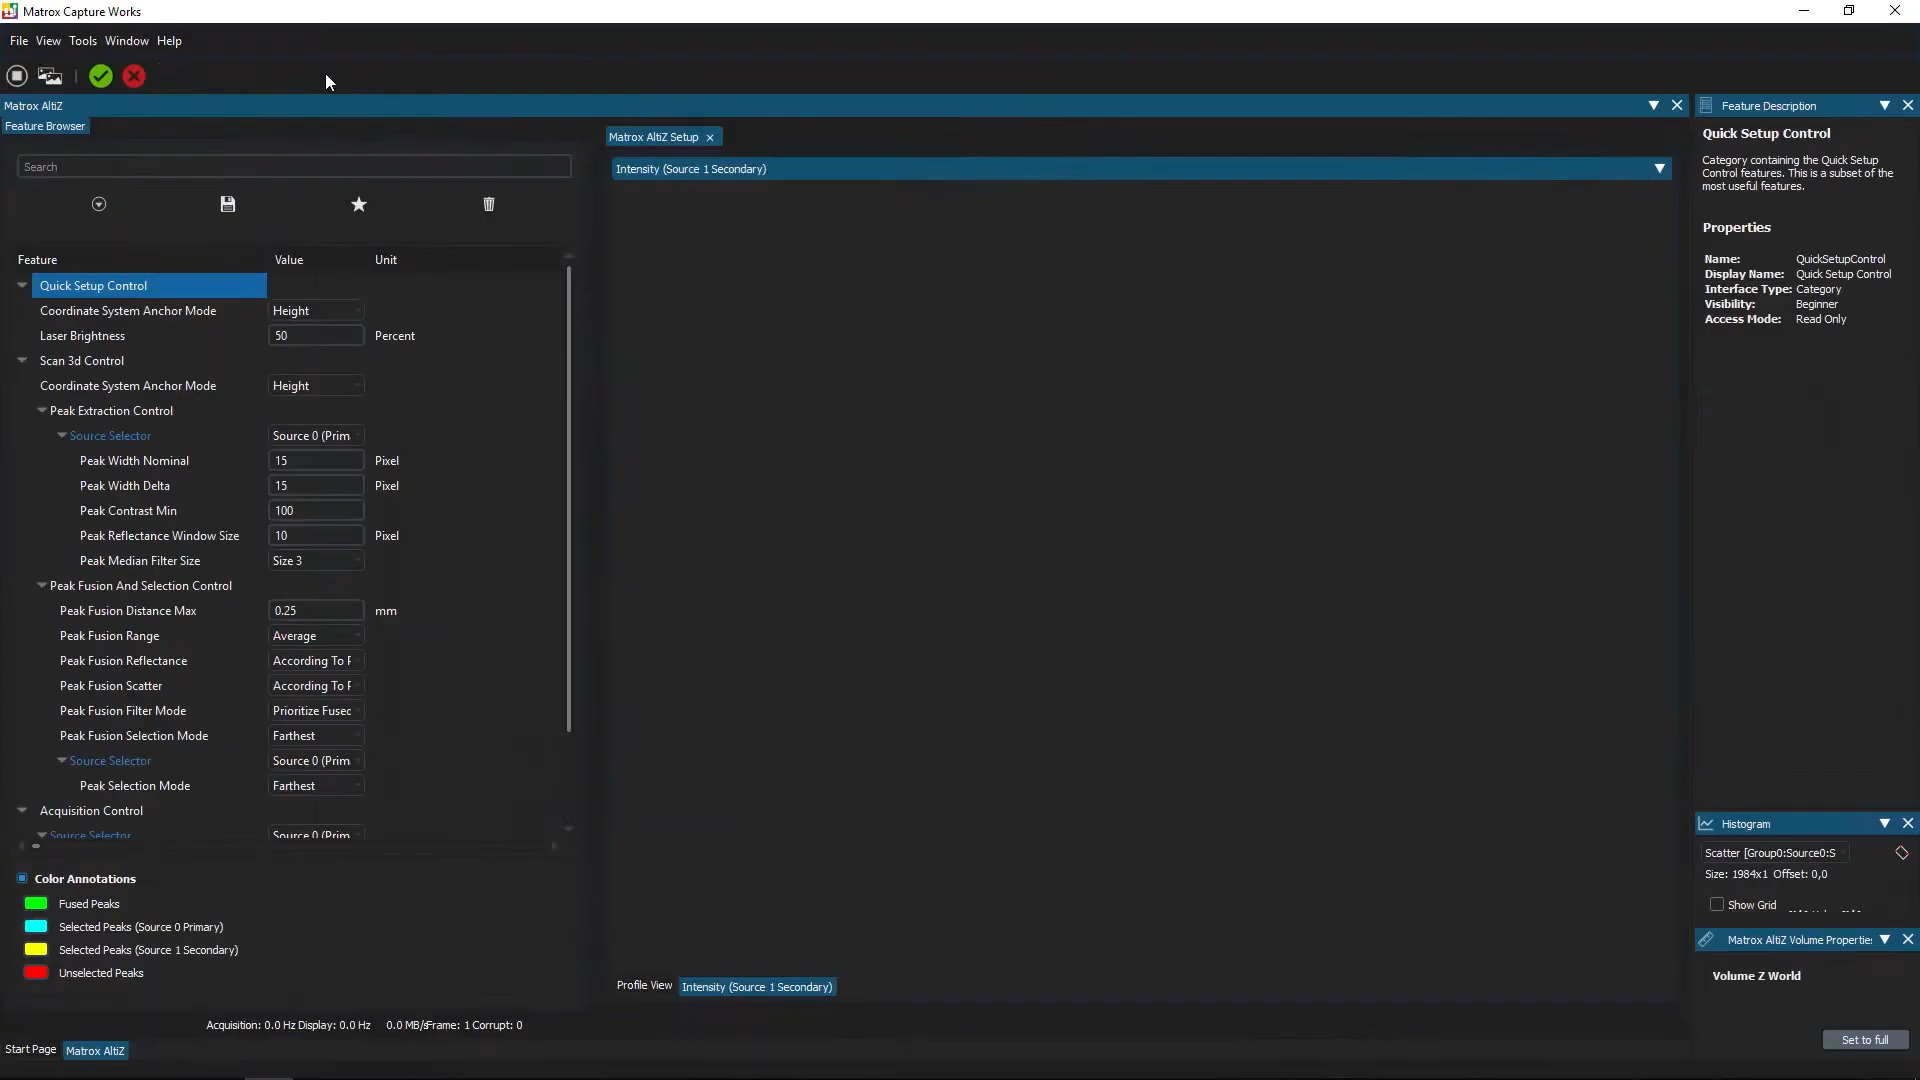 Matrox Capture Works
File View Tools Window Help
Matrox AltiZ
Feature Browser
Search
Feature Value Unit
Quick Setup Control
Coordinate System Anchor Mode Height
Laser Brightness 50 Percent
Scan 3d Control
Coordinate System Anchor Mode Height
Peak Extraction Control
Source Selector Source 0 (Prim
Peak Width Nominal 15 Pixel
Peak Width Delta 15 Pixel
Peak Contrast Min 100
Peak Reflectance Window Size 10 Pixel
Peak Median Filter Size Size 3
Peak Fusion And Selection Control
Peak Fusion Distance Max 0.25 mm
Peak Fusion Range Average
Peak Fusion Reflectance According To F
Peak Fusion Scatter According To F
Peak Fusion Filter Mode Prioritize Fused
Peak Fusion Selection Mode Farthest
Source Selector Source 0 (Prim
Peak Selection Mode Farthest
Acquisition Control
Source Selector Source 0 (Prim
Color Annotations
Fused Peaks
Selected Peaks (Source 0 Primary)
Selected Peaks (Source 1 Secondary)
Unselected Peaks
Matrox AltiZ Setup
Intensity (Source 1 Secondary)
Profile View Intensity (Source 1 Secondary)
Acquisition: 0.0 Hz Display: 0.0 Hz 0.0 MB/s Frame: 1 Corrupt: 0
Start Page Matrox AltiZ
Feature Description
Quick Setup Control
Category containing the Quick Setup
Control features. This is a subset of the
most useful features.
Properties
Name: QuickSetupControl
Display Name: Quick Setup Control
Interface Type: Category
Visibility: Beginner
Access Mode: Read Only
Histogram
Scatter [Group0:Source0:S
Size: 1984x1 Offset: 0,0
Show Grid
Matrox AltiZ Volume Properties
Volume Z World
Set to full